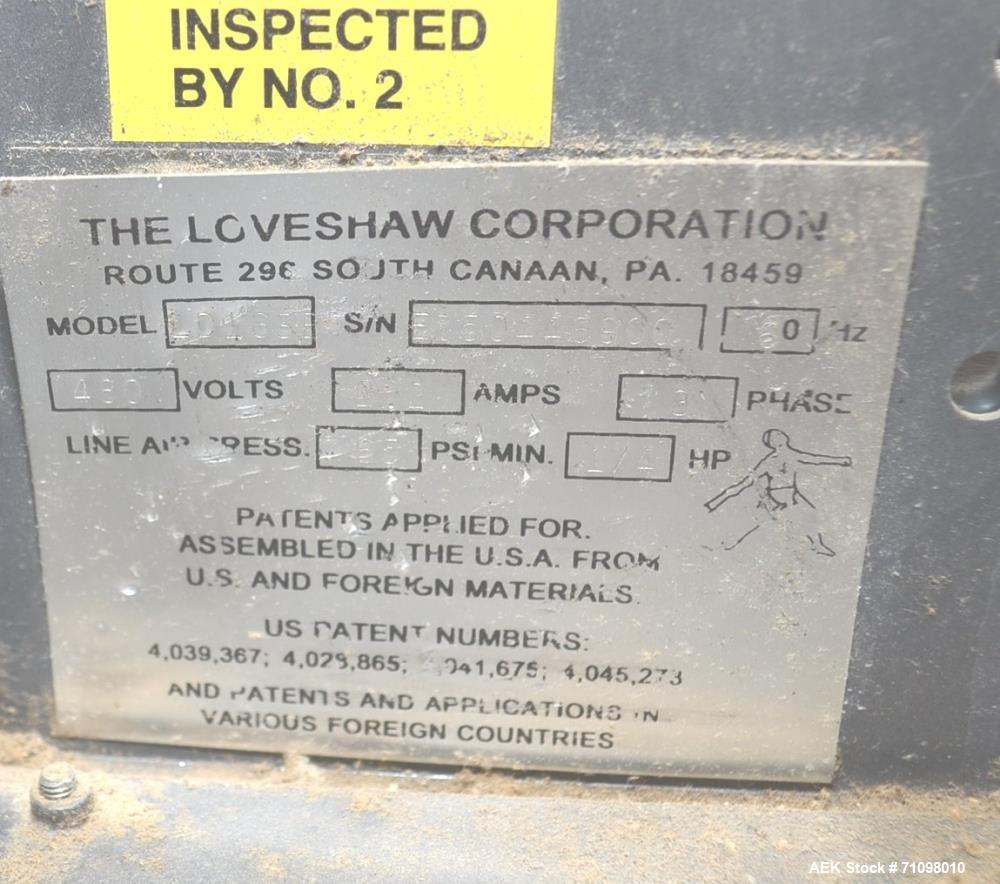 INSPECTED
BY NO. 2
THE LOVESHAW CORPORATION
ROUTE 296 SOUTH CANAAN, PA. 18459
MODEL S/N 60 Hz
480 VOLTS AMPS PHASE
LINE AIR PRESS. PSI MIN. HP
PATENTS APPLIED FOR.
ASSEMBLED IN THE U.S.A. FROM
U.S. AND FOREIGN MATERIALS.
US PATENT NUMBERS:
4,039,367; 4,029,865; 4,045,273
AND PATENTS AND APPLICATIONS IN
VARIOUS FOREIGN COUNTRIES
AEK Stock # 71098010